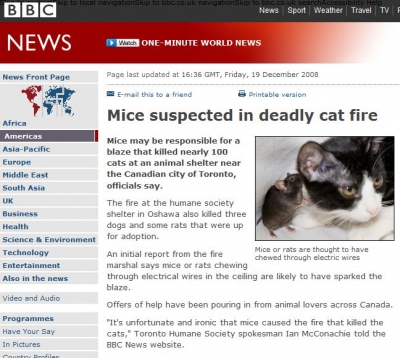 Skip to local navigationSkip to bbc.co.uk navigationSkip to bbc.co.uk searchAccessibility Help
BBC
News Sport Weather Travel TV
NEWS
Watch ONE-MINUTE WORLD NEWS
News Front Page
Africa
Americas
Asia-Pacific
Europe
Middle East
South Asia
UK
Business
Health
Science & Environment
Technology
Entertainment
Also in the news
Video and Audio
Programmes
Have Your Say
In Pictures
Country Profiles
Page last updated at 16:36 GMT, Friday, 19 December 2008
E-mail this to a friend Printable version
Mice suspected in deadly cat fire
Mice may be responsible for a
blaze that killed nearly 100
cats at an animal shelter near
the Canadian city of Toronto,
officials say.
The fire at the humane society
shelter in Oshawa also killed three
dogs and some rats that were up
for adoption.
Mice or rats are thought to have
chewed through electric wires
An initial report from the fire
marshal says mice or rats chewing
through electrical wires in the ceiling are likely to have sparked the
blaze.
Offers of help have been pouring in from animal lovers across Canada.
"It's unfortunate and ironic that mice caused the fire that killed the
cats," Toronto Humane Society spokesman Ian McConachie told the
BBC News website.